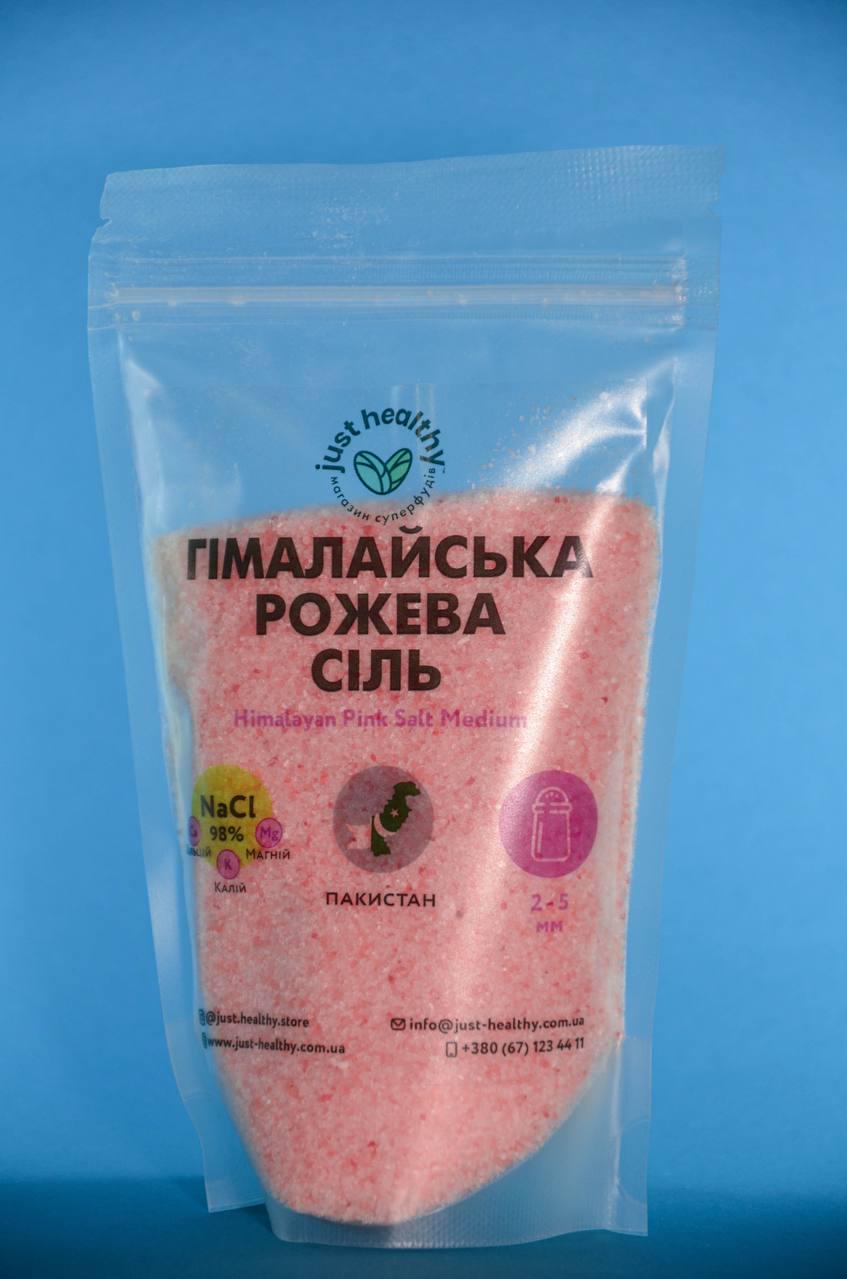 just healthy
магазин суперфудів
ГІМАЛАЙСЬКА
РОЖЕВА
СІЛЬ
Himalayan Pink Salt Medium
NaCl
98%
Mg
Магній
K
Калій
ПАКИСТАН
2-5
мм
@just.healthy.store
www.just-healthy.com.ua
info@just-healthy.com.ua
+380 (67) 123 44 11